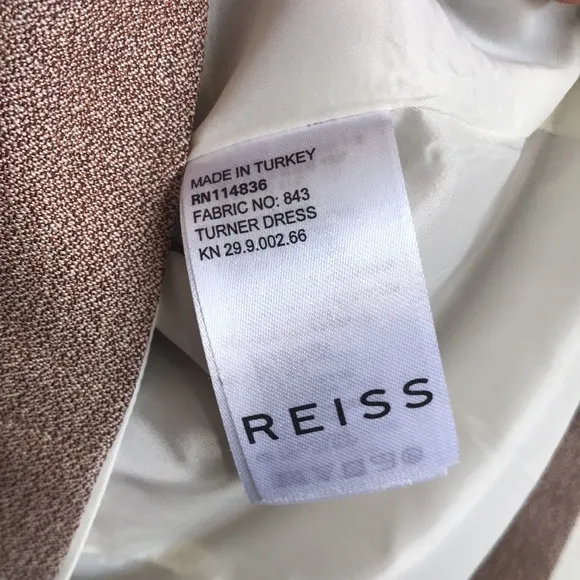 MADE IN TURKEY
RN114836
FABRIC NO: 843
TURNER DRESS
KN 29.9.002.66
REISS